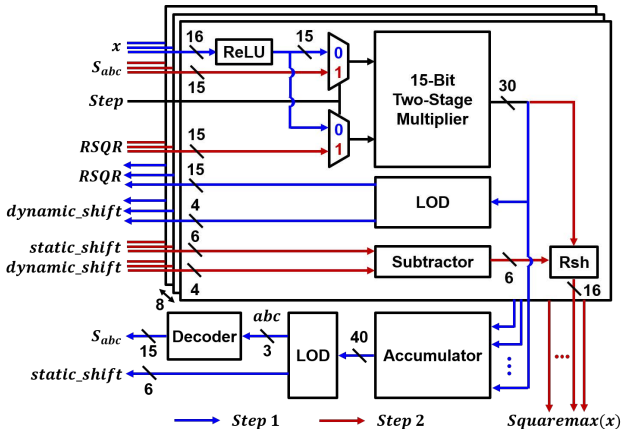 x
16
ReLU
15
0
1
S_abc
15
15-Bit
Two-Stage
Multiplier
30
Step
RSQR
15
0
1
RSQR
15
LOD
dynamic_shift
4
6
static_shift
Subtractor
6
Rsh
dynamic_shift
4
16
8
S_abc
15
Decoder
abc
3
LOD
40
Accumulator
static_shift
6
Step 1
Step 2
Squaremax(x)